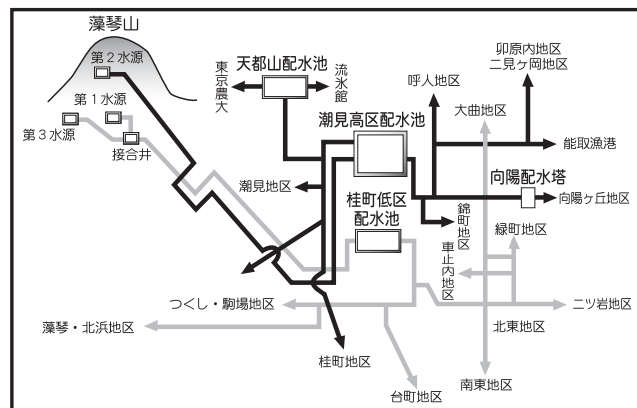 藻琴山
第2水源
第1水源
第3水源
接合井
東京農大
天都山配水池
流氷館
潮見高区配水池
潮見地区
桂町低区
配水池
呼人地区
大曲地区
卯原内地区
二見ヶ岡地区
能取漁港
向陽配水塔
向陽ヶ丘地区
錦町地区
緑町地区
車止内地区
つくし・駒場地区
二ツ岩地区
藻琴・北浜地区
北東地区
桂町地区
台町地区
南東地区